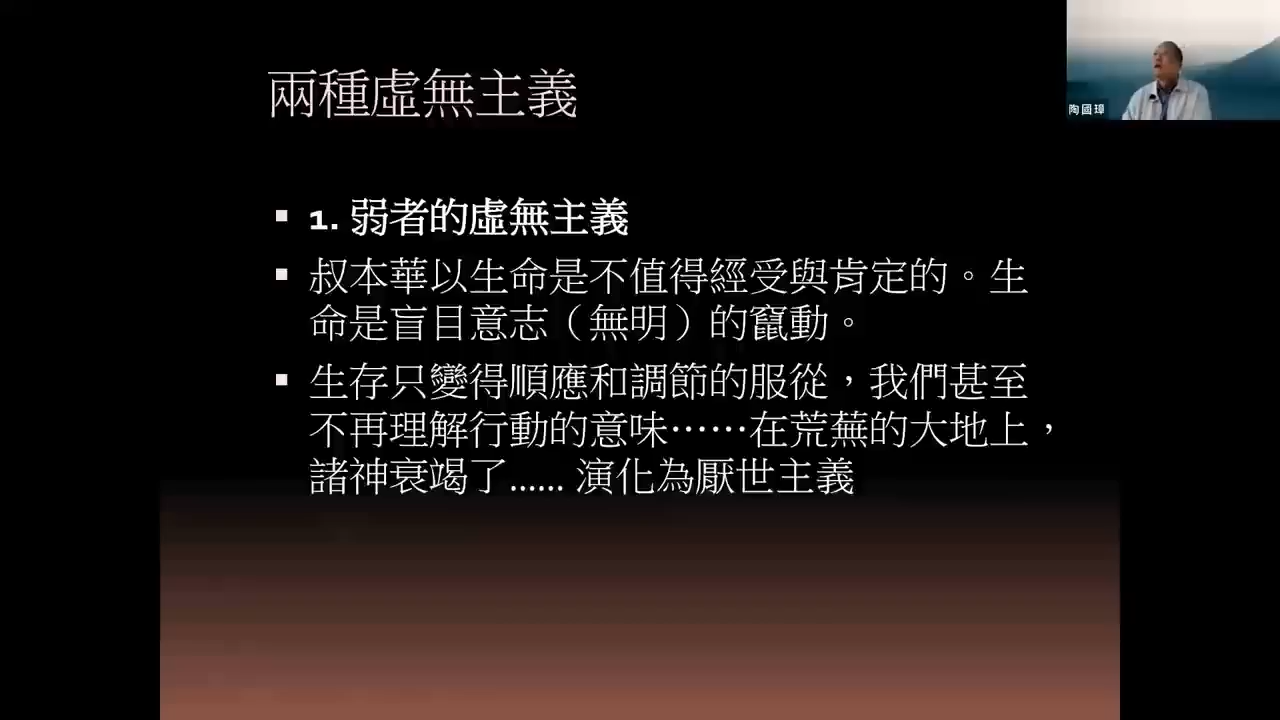 兩種虛無主義
陶國璋
▪ 1. 弱者的虛無主義
▪ 叔本華以生命是不值得經受與肯定的。生
命是盲目意志（無明）的竄動。
▪ 生存只變得順應和調節的服從，我們甚至
不再理解行動的意味⋯⋯在荒蕪的大地上，
諸神衰竭了...... 演化為厭世主義